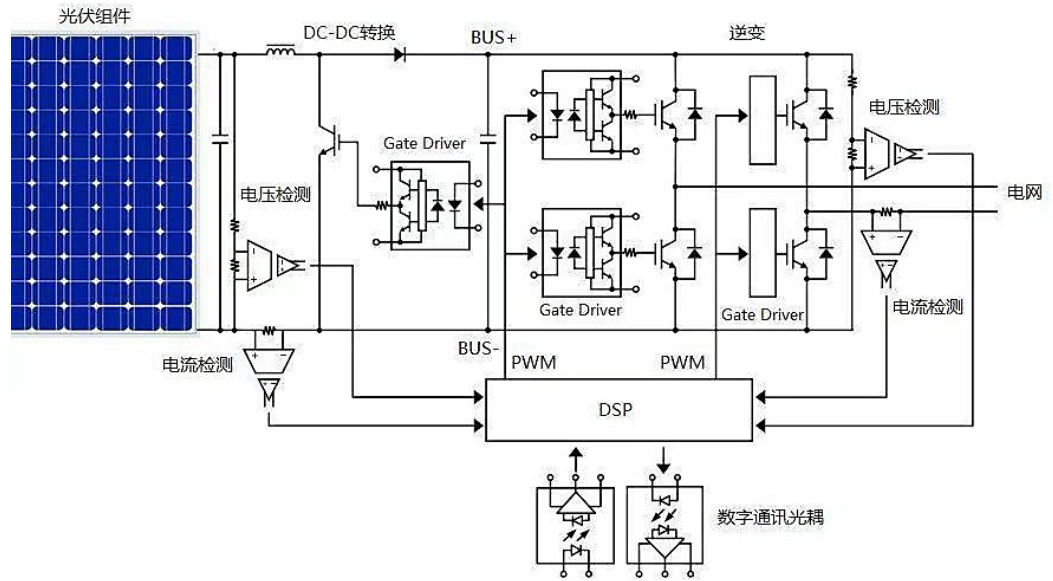 光伏组件
DC-DC转换
BUS+
逆变
Gate Driver
电压检测
电压检测
电网
Gate Driver
Gate Driver
电流检测
电流检测
BUS-
PWM
PWM
DSP
数字通讯光耦